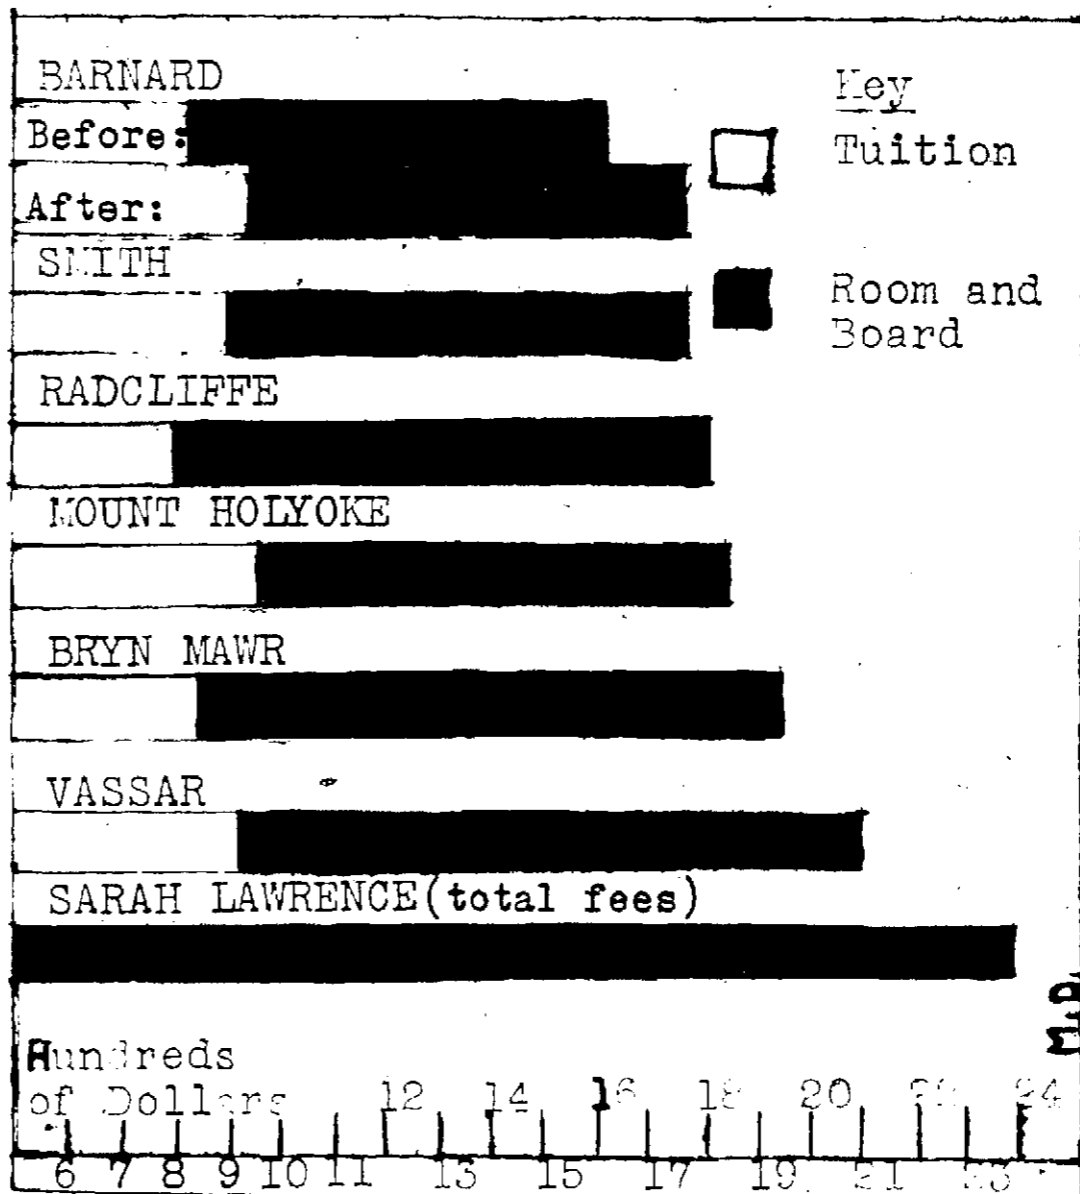 BARNARD
Key
Before:
Tuition
After:
SMITH
Room and
Board
RADCLIFFE
MOUNT HOLYOKE
BRYN MAWR
VASSAR
SARAH LAWRENCE (total fees)
M.D.
Hundreds
of Dollars 12 14 16 18 20 22 24
6 7 8 9 10 11 13 15 17 19 21 23